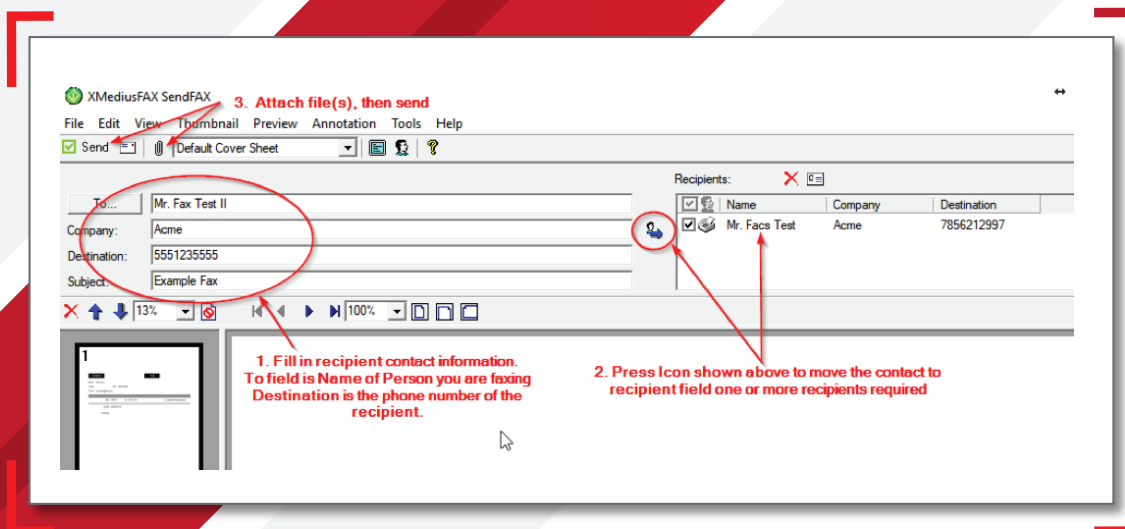 XMediusFAX SendFAX
3. Attach file(s), then send
File Edit View Thumbnail Preview Annotation Tools Help
Send Default Cover Sheet
Recipients:
To... Mr. Fax Test II
Name Company Destination
Company: Acme
Mr. Facs Test Acme 7856212997
Destination: 5551235555
Subject: Example Fax
13% 100%
1
1. Fill in recipient contact information.
To field is Name of Person you are faxing
Destination is the phone number of the
recipient.
2. Press Icon shown above to move the contact to
recipient field one or more recipients required